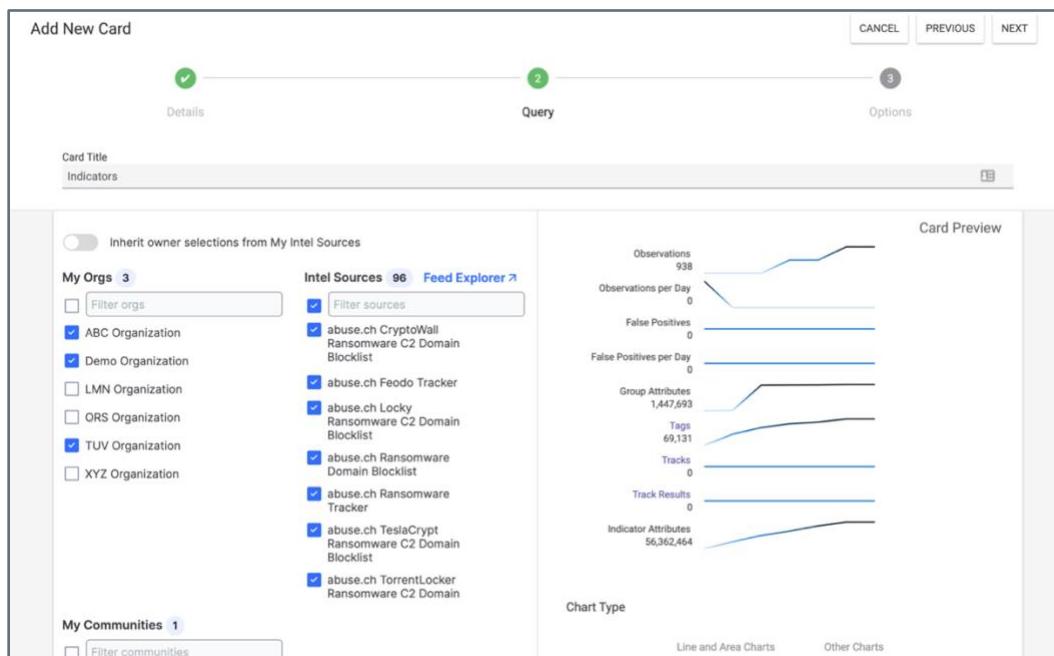 Add New Card
CANCEL
PREVIOUS
NEXT
2
3
Details
Query
Options
Card Title
Indicators
Inherit owner selections from My Intel Sources
My Orgs 3
Filter orgs
ABC Organization
Demo Organization
LMN Organization
ORS Organization
TUV Organization
XYZ Organization
Intel Sources 96 Feed Explorer
Filter sources
abuse.ch CryptoWall
Ransomware C2 Domain
Blocklist
abuse.ch Feodo Tracker
abuse.ch Locky
Ransomware C2 Domain
Blocklist
abuse.ch Ransomware
Domain Blocklist
abuse.ch Ransomware
Tracker
abuse.ch TeslaCrypt
Ransomware C2 Domain
Blocklist
abuse.ch TorrentLocker
Ransomware C2 Domain
My Communities 1
Filter communities
Card Preview
Observations
938
Observations per Day
0
False Positives
0
False Positives per Day
0
Group Attributes
1,447,693
Tags
69,131
Tracks
0
Track Results
0
Indicator Attributes
56,362,464
Chart Type
Line and Area Charts
Other Charts